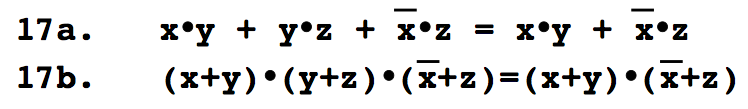 17a. x•y + y•z + x̅•z = x•y + x̅•z
17b. (x+y)•(y+z)•(x̅+z)=(x+y)•(x̅+z)